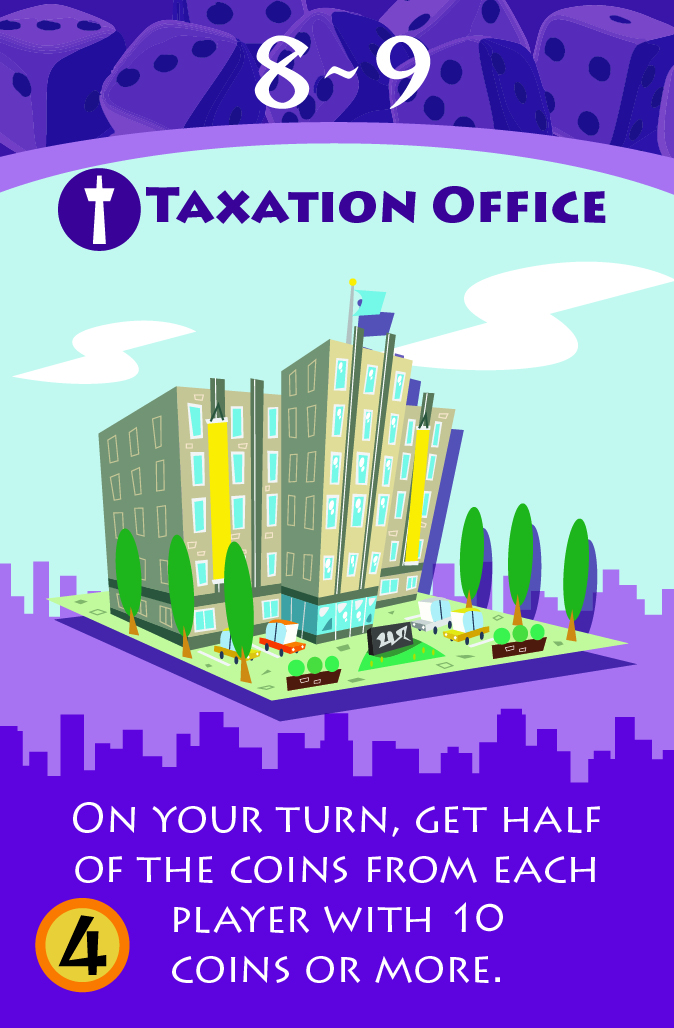 8~9
Taxation Office
On your turn, get half
of the coins from each
player with 10
coins or more.
4